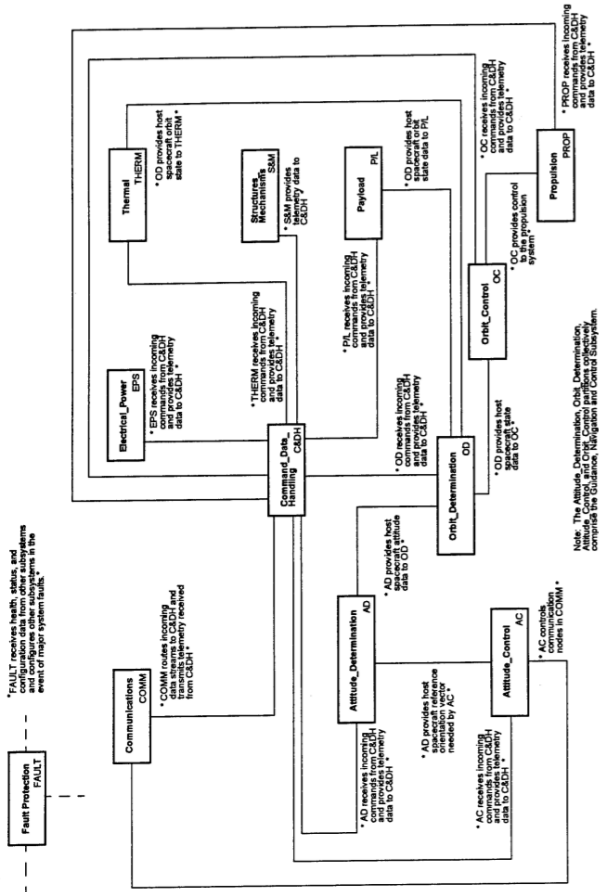 Fault Protection
FAULT
* FAULT receives health, status, and
configuration data from other subsystems
and configures other subsystems in the
event of major system faults. *
Communications
COMM
* COMM routes incoming
data streams to C&DH and
transmits telemetry received
from C&DH *
Electrical_Power
EPS
* EPS receives incoming
commands from C&DH
and provides telemetry
data to C&DH *
Thermal
THERM
* OD provides host
spacecraft orbit
state to THERM *
* THERM receives incoming
commands from C&DH
and provides telemetry
data to C&DH *
Structures_
Mechanisms
S&M
* S&M provides
telemetry data to
C&DH *
Command_Data_
Handling
C&DH
* P/L receives incoming
commands from C&DH
and provides telemetry
data to C&DH *
Payload
P/L
* OD provides host
spacecraft orbit
state data to P/L
* AD receives incoming
commands from C&DH
and provides telemetry
data to C&DH *
Attitude_Determination
AD
* AD provides host
spacecraft attitude
data to OD *
* OD receives incoming
commands from C&DH
and provides telemetry
data to C&DH *
Orbit_Determination
OD
* OC receives incoming
commands from C&DH
and provides telemetry
data to C&DH *
* AD provides host
spacecraft reference
orientation vector
needed by AC *
* OD provides host
spacecraft state
data to OC *
Orbit_Control
OC
* OC provides control
to the propulsion
system *
* PROP receives incoming
commands from C&DH
and provides telemetry
data to C&DH *
Propulsion
PROP
* AC receives incoming
commands from C&DH
and provides telemetry
data to C&DH *
Attitude_Control
AC
* AC controls
communication
nodes in COMM *
Note: The Attitude_Determination, Orbit_Determination,
Attitude_Control, and Orbit_Control partitions collectively
comprise the Guidance, Navigation and Control Subsystem.